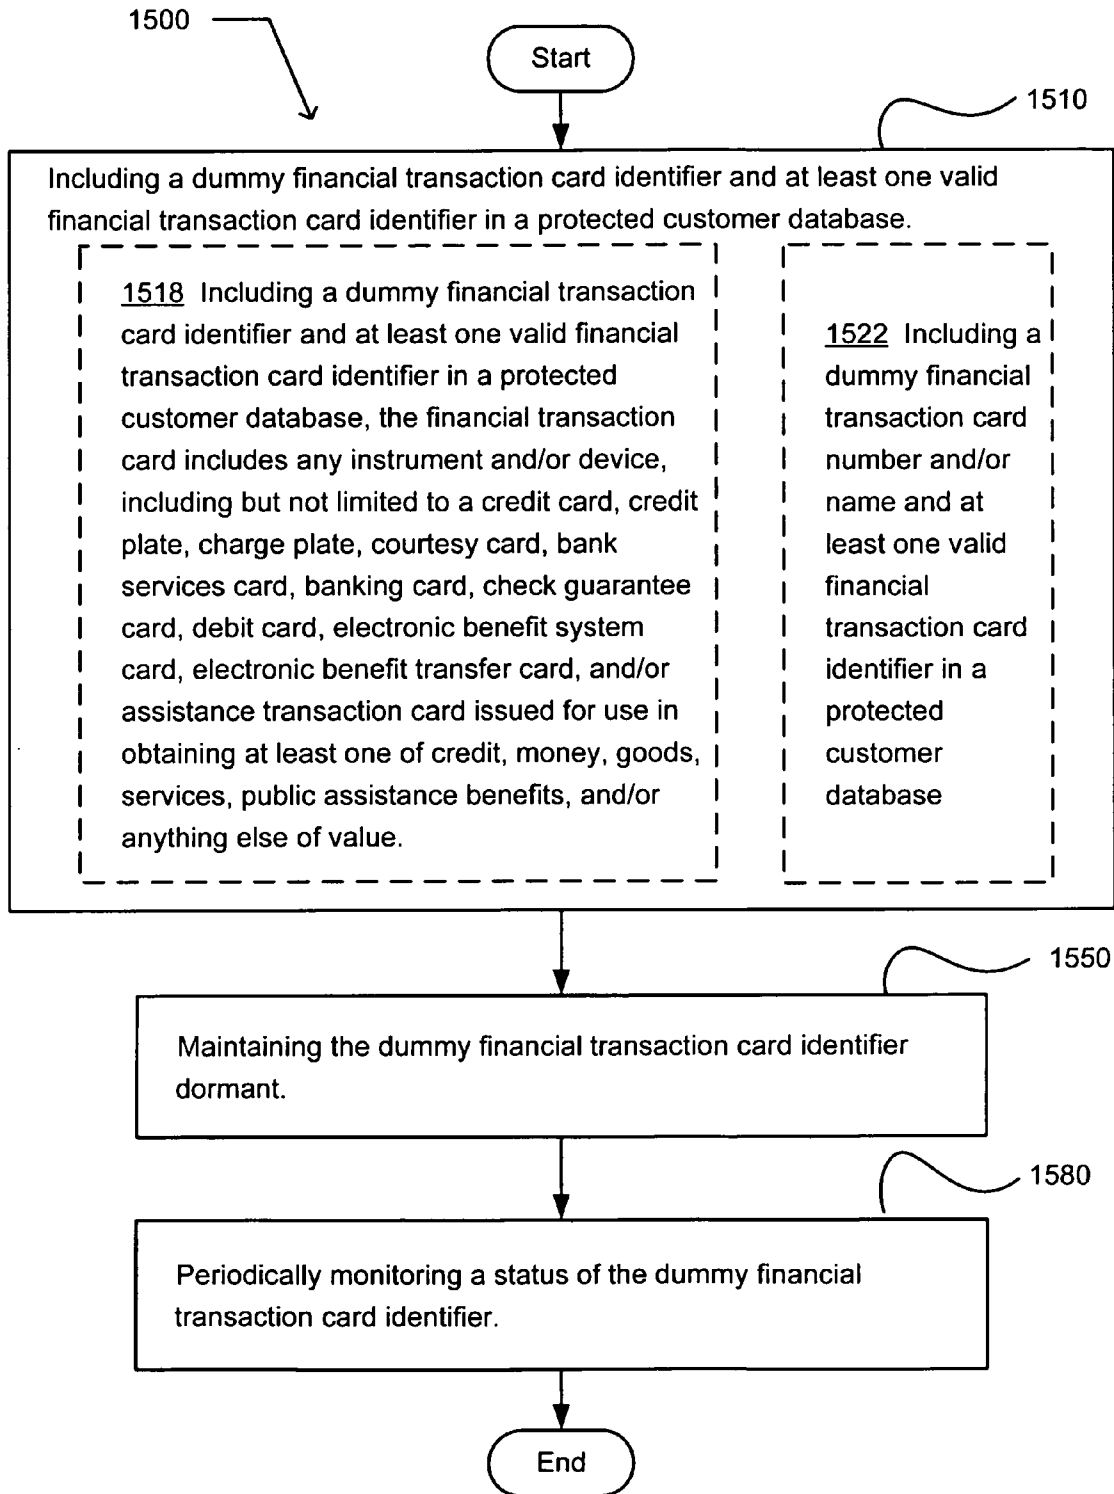 1500
Start
1510
Including a dummy financial transaction card identifier and at least one valid
financial transaction card identifier in a protected customer database.
1518 Including a dummy financial transaction
card identifier and at least one valid financial
transaction card identifier in a protected
customer database, the financial transaction
card includes any instrument and/or device,
including but not limited to a credit card, credit
plate, charge plate, courtesy card, bank
services card, banking card, check guarantee
card, debit card, electronic benefit system
card, electronic benefit transfer card, and/or
assistance transaction card issued for use in
obtaining at least one of credit, money, goods,
services, public assistance benefits, and/or
anything else of value.
1522 Including a
dummy financial
transaction card
number and/or
name and at
least one valid
financial
transaction card
identifier in a
protected
customer
database
1550
Maintaining the dummy financial transaction card identifier
dormant.
1580
Periodically monitoring a status of the dummy financial
transaction card identifier.
End